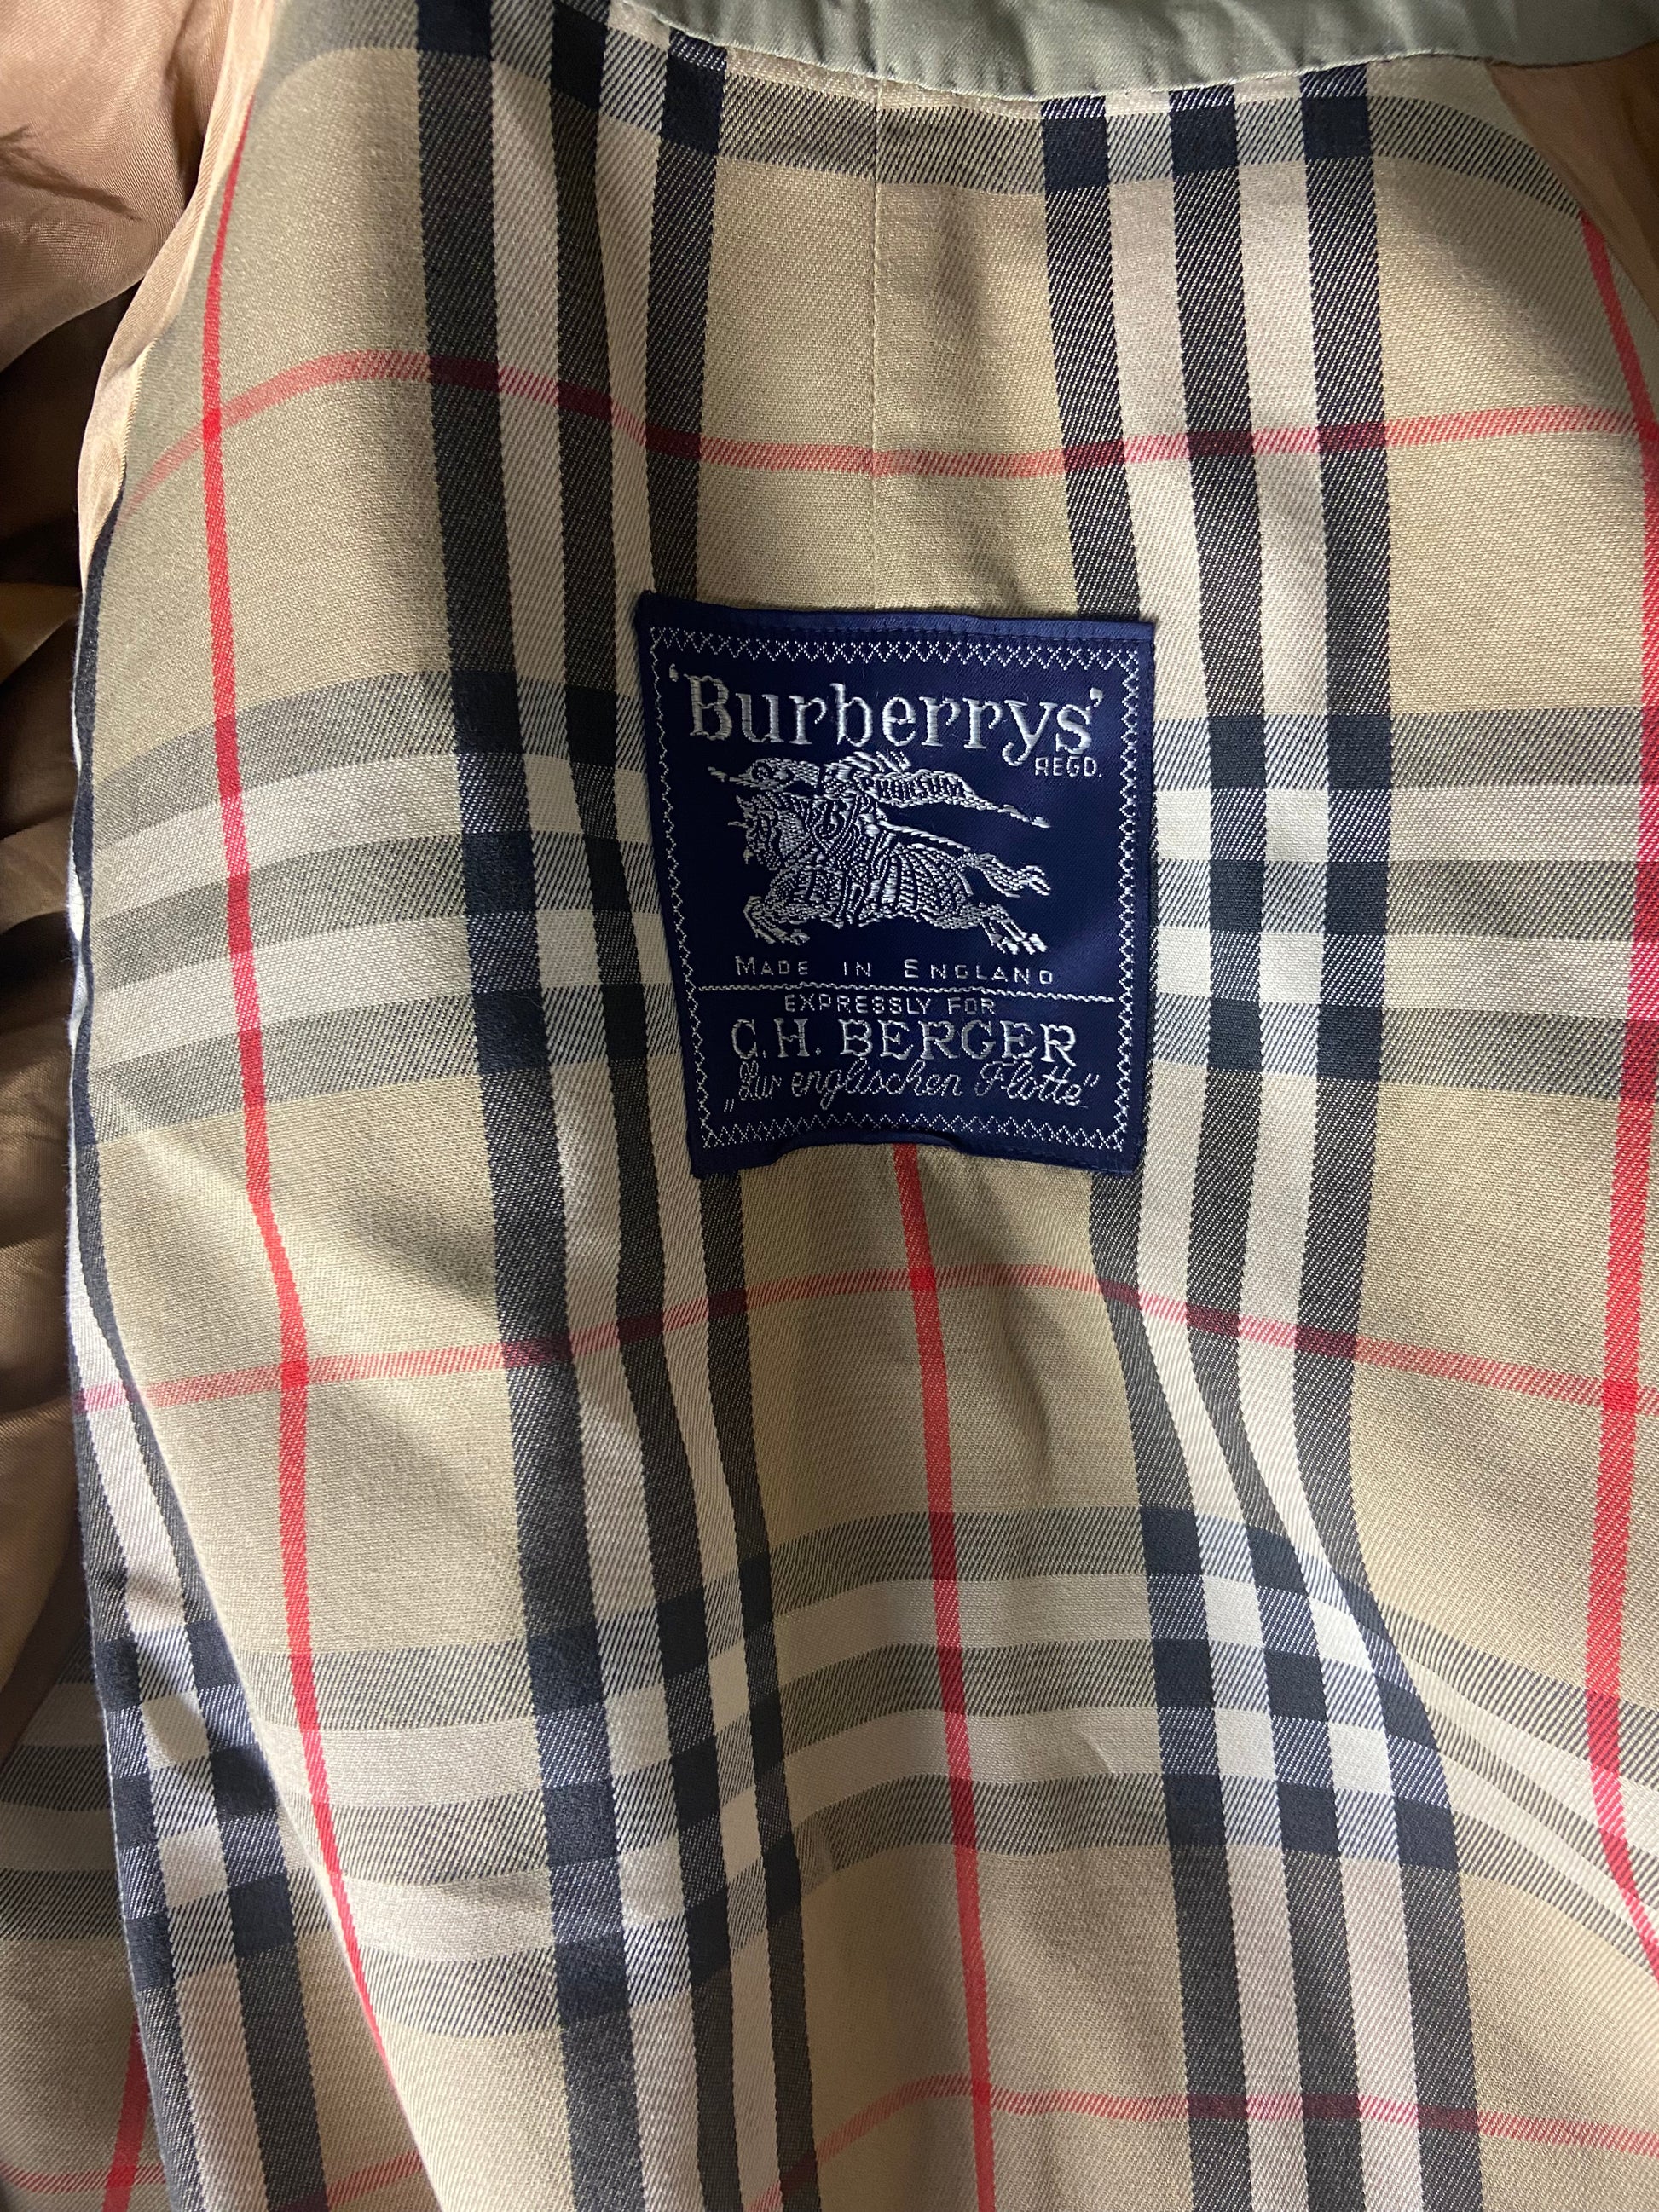 'Burberrys'
REGD.
PRORSUM
MADE IN ENGLAND
EXPRESSLY FOR
C.H. BERGER
„Zur englischen Flotte"